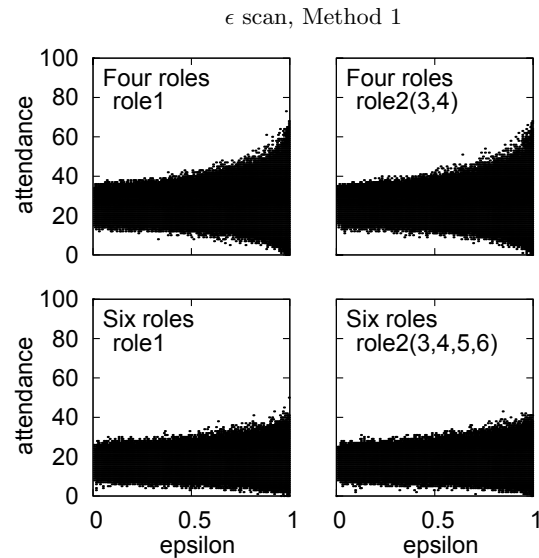 ϵ scan, Method 1
100
80
60
40
20
0
attendance
Four roles
role1
Four roles
role2(3,4)
100
80
60
40
20
0
attendance
Six roles
role1
Six roles
role2(3,4,5,6)
0 0.5 1
epsilon
0 0.5 1
epsilon